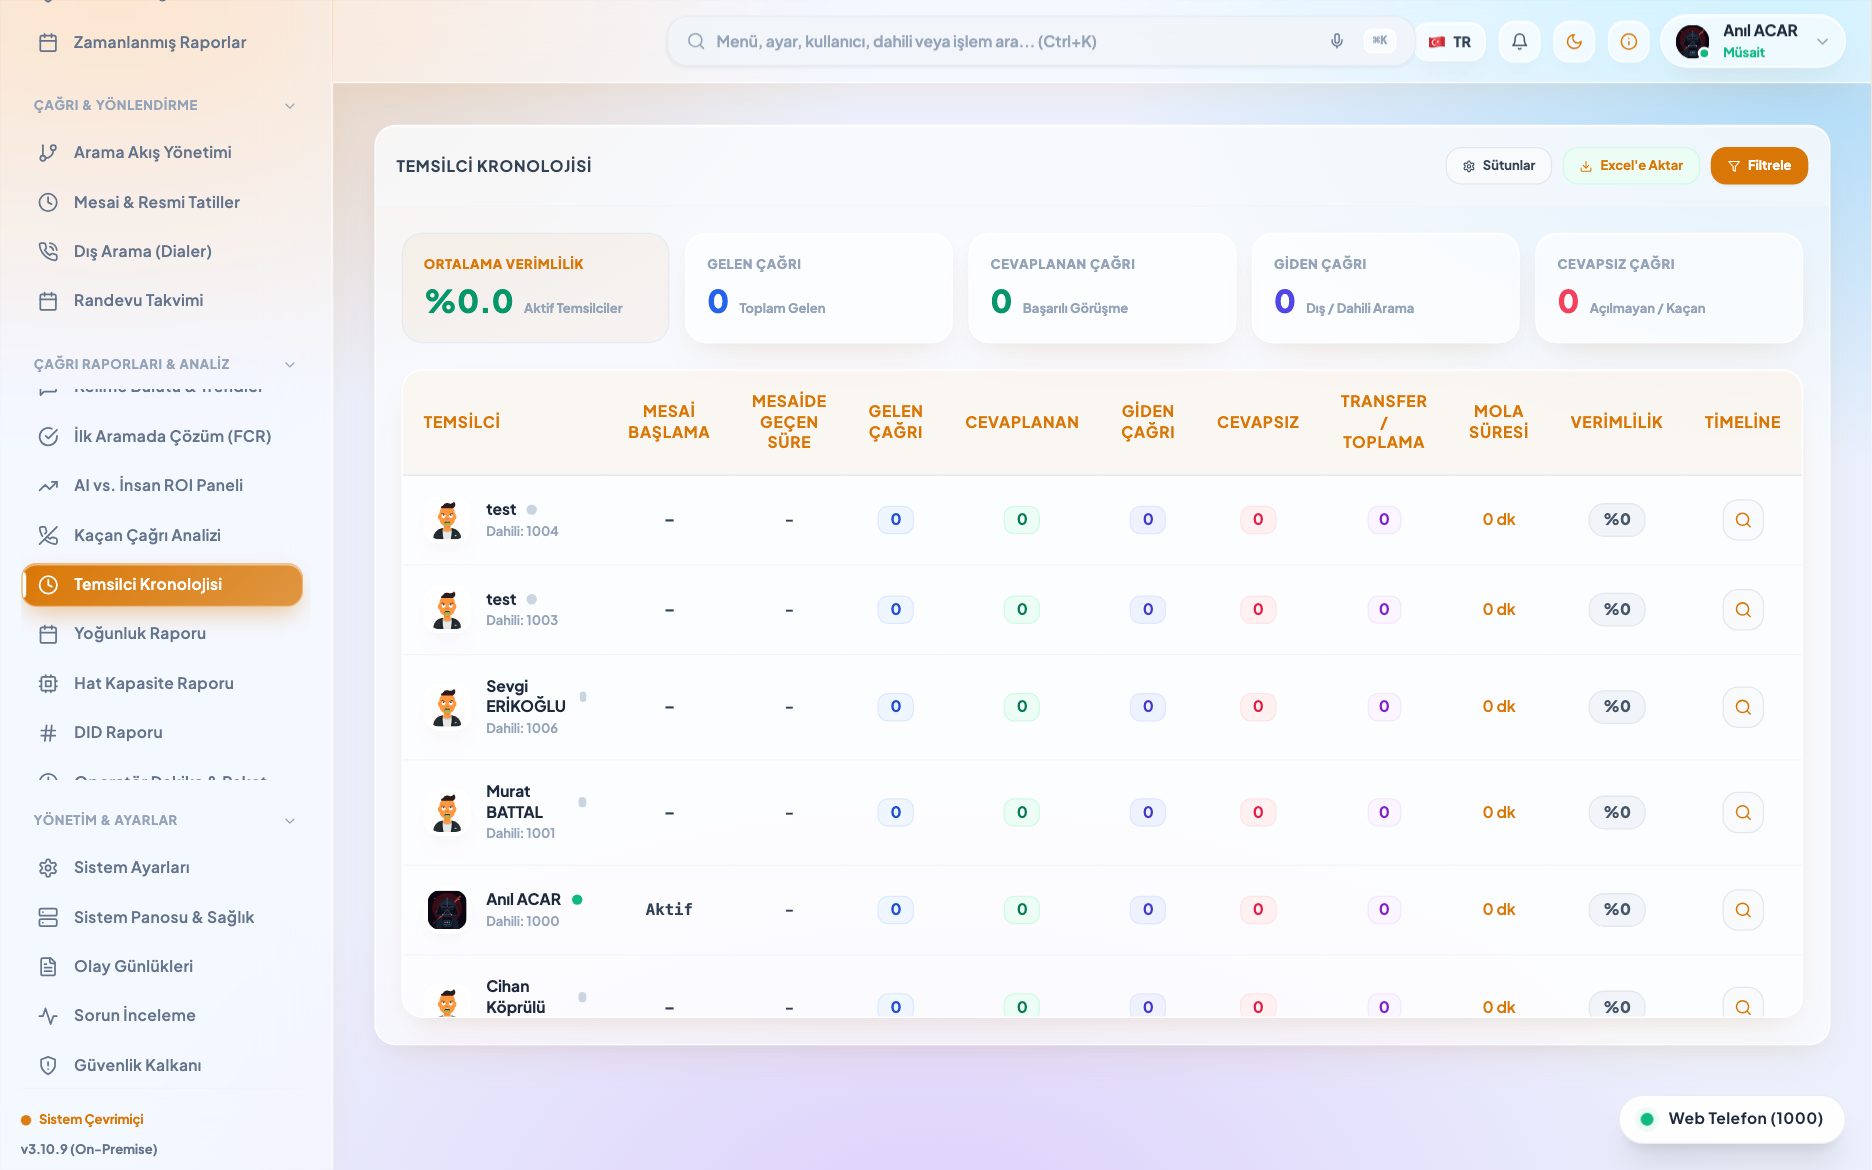 Zamanlanmış Raporlar
ÇAĞRI & YÖNLENDİRME
Arama Akış Yönetimi
Mesai & Resmi Tatiller
Dış Arama (Dialer)
Randevu Takvimi
ÇAĞRI RAPORLARI & ANALİZ
İlk Aramada Çözüm (FCR)
AI vs. İnsan ROI Paneli
Kaçan Çağrı Analizi
Temsilci Kronolojisi
Yoğunluk Raporu
Hat Kapasite Raporu
DID Raporu
YÖNETİM & AYARLAR
Sistem Ayarları
Sistem Panosu & Sağlık
Olay Günlükleri
Sorun İnceleme
Güvenlik Kalkanı
Sistem Çevrimiçi
v3.10.9 (On-Premise)
Menü, ayar, kullanıcı, dahili veya işlem ara... (Ctrl+K)
⌘K
TR
Anıl ACAR
Müsait
TEMSİLCİ KRONOLOJİSİ
Sütunlar
Excel'e Aktar
Filtrele
ORTALAMA VERİMLİLİK
%0.0 Aktif Temsilciler
GELEN ÇAĞRI
0 Toplam Gelen
CEVAPLANAN ÇAĞRI
0 Başarılı Görüşme
GİDEN ÇAĞRI
0 Dış / Dahili Arama
CEVAPSIZ ÇAĞRI
0 Açılmayan / Kaçan
TEMSİLCİ
MESAİ
BAŞLAMA
MESAİDE
GEÇEN
SÜRE
GELEN
ÇAĞRI
CEVAPLANAN
GİDEN
ÇAĞRI
CEVAPSIZ
TRANSFER
/
TOPLAMA
MOLA
SÜRESİ
VERİMLİLİK
TİMELİNE
test
Dahili: 1004
– - 0 0 0 0 0 0 dk %0
test
Dahili: 1003
– - 0 0 0 0 0 0 dk %0
Sevgi
ERİKOĞLU
Dahili: 1006
– - 0 0 0 0 0 0 dk %0
Murat
BATTAL
Dahili: 1001
– - 0 0 0 0 0 0 dk %0
Anıl ACAR
Dahili: 1000
Aktif - 0 0 0 0 0 0 dk %0
Cihan
Köprülü
– - 0 0 0 0 0 0 dk %0
Web Telefon (1000)